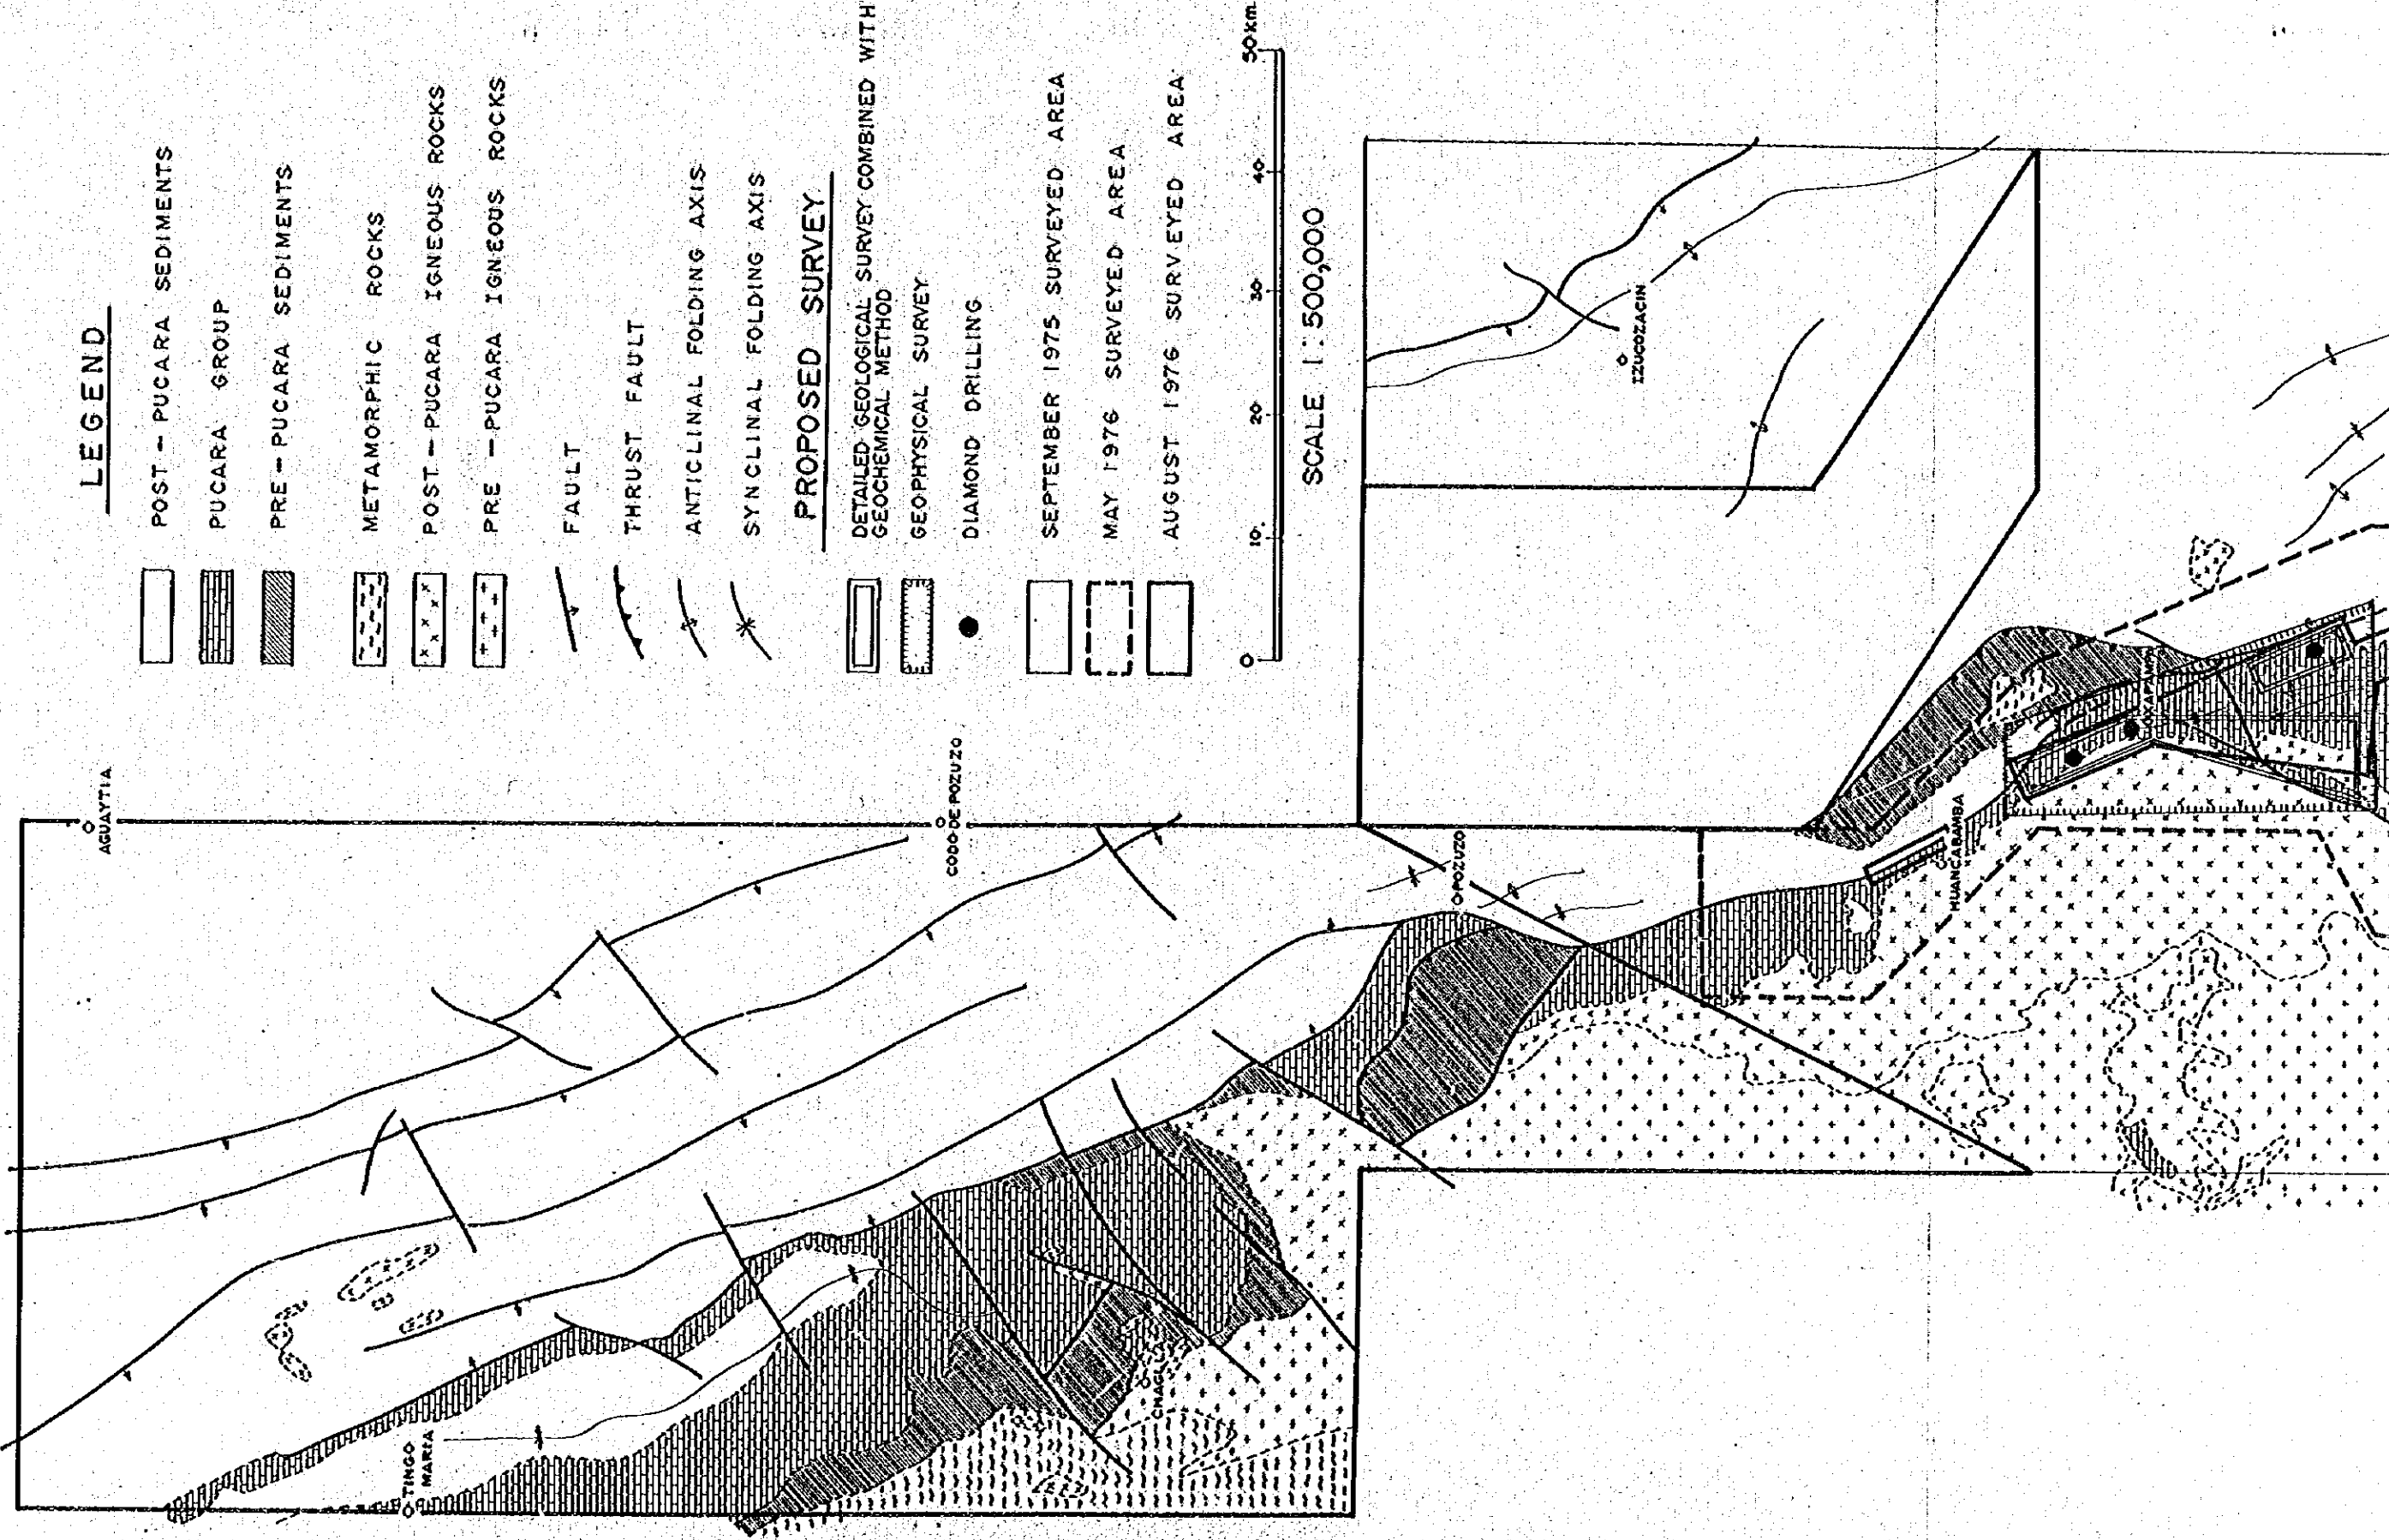 LEGEND
POST-PUCARA SEDIMENTS
PUCARA GROUP
PRE-PUCARA SEDIMENTS
METAMORPHIC ROCKS
POST-PUCARA IGNEOUS ROCKS
PRE-PUCARA IGNEOUS ROCKS
FAULT
THRUST FAULT
ANTICLINAL FOLDING AXIS
SYNCLINAL FOLDING AXIS
PROPOSED SURVEY
DETAILED GEOLOGICAL SURVEY COMBINED WITH
GEOCHEMICAL METHOD
GEOPHYSICAL SURVEY
DIAMOND DRILLING
SEPTEMBER 1975 SURVEYED AREA
MAY 1976 SURVEYED AREA
AUGUST 1976 SURVEYED AREA
0 10 20 30 40 50 Km.
SCALE 1:500,000
AGUAYTIA
CODO DE POZUZO
TINGO
MARIA
CHAGLLA
POZUZO
IZUCOZACIN
HUANCABAMBA
OXAPAMPA